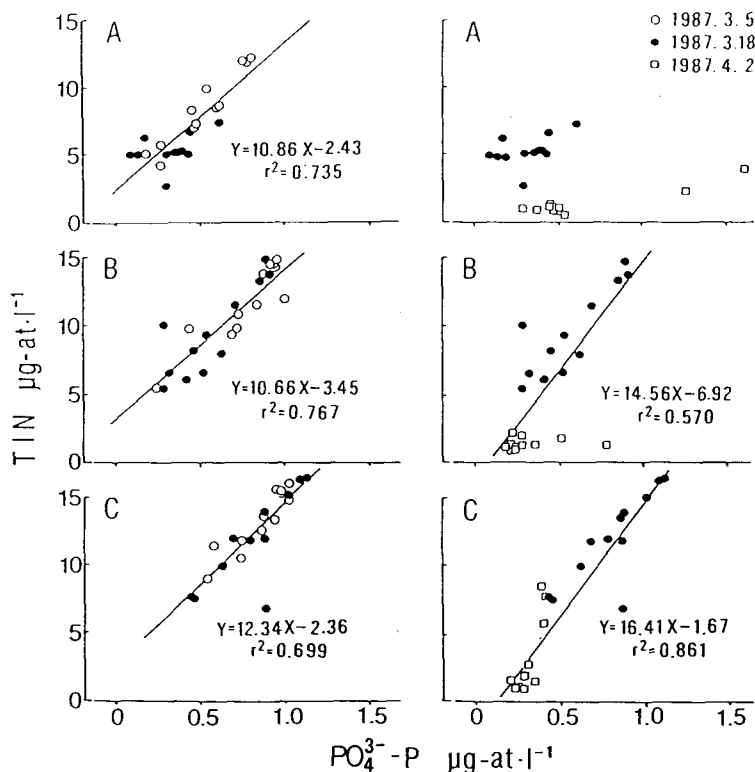 A
15
10
5
0
Y=10.86 X−2.43
r²=0.735
A
○ 1987. 3. 5
● 1987. 3.18
□ 1987. 4. 2
B
15
10
5
0
Y=10.66X−3.45
r²=0.767
B
Y=14.56X−6.92
r²=0.570
TIN μg-at·l⁻¹
C
15
10
5
0
Y=12.34X−2.36
r²=0.699
C
Y=16.41X−1.67
r²=0.861
0 0.5 1.0 1.5
0 0.5 1.0 1.5
PO₄³⁻-P μg-at·l⁻¹